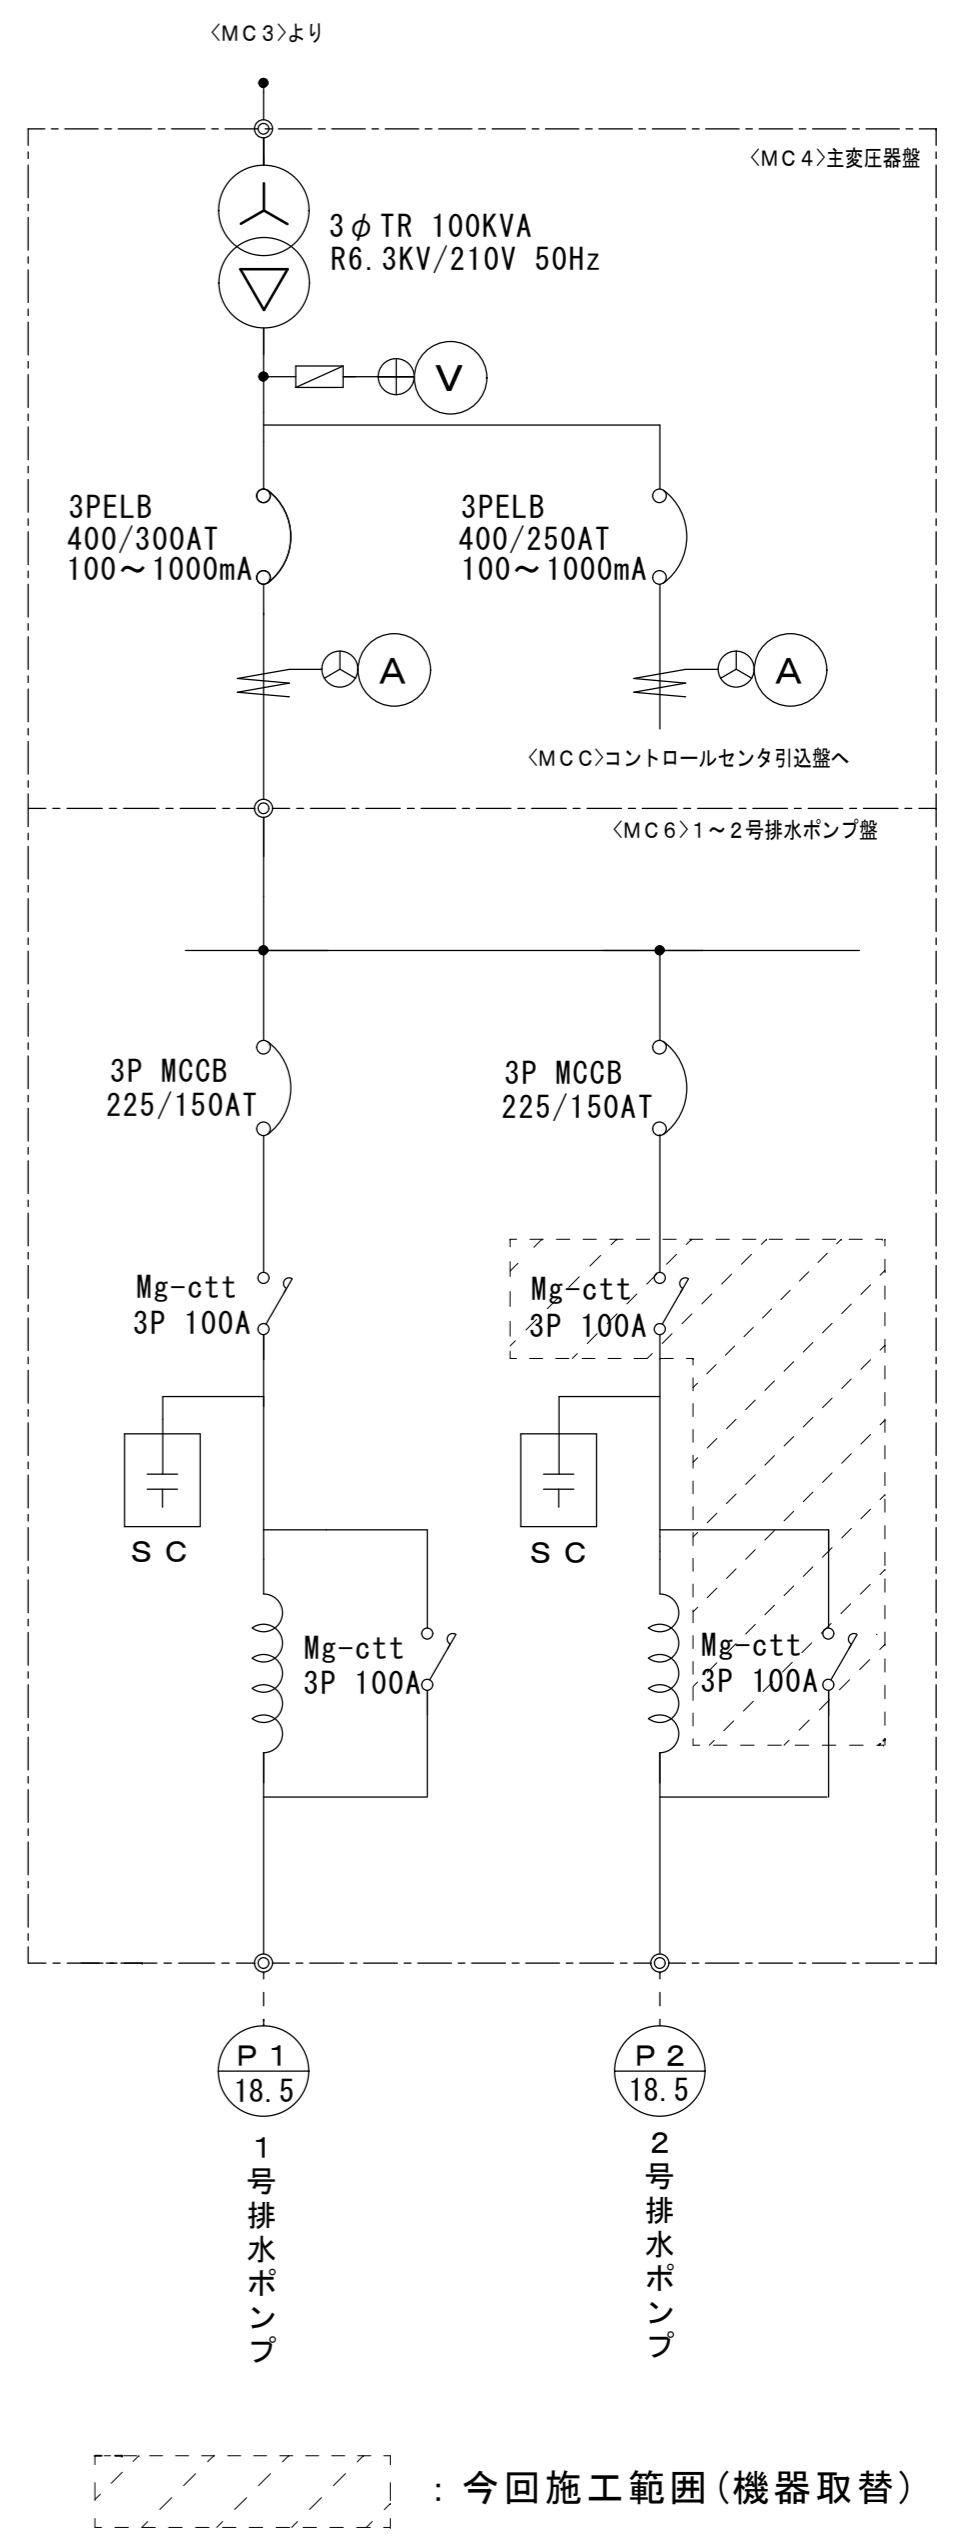 〈MC3〉より
〈MC4〉主変圧器盤
3φTR 100KVA
R6.3KV/210V 50Hz
V
3PELB
400/300AT
100～1000mA
3PELB
400/250AT
100～1000mA
A
A
〈MCC〉コントロールセンタ引込盤へ
〈MC6〉1～2号排水ポンプ盤
3P MCCB
225/150AT
3P MCCB
225/150AT
Mg-ctt
3P 100A
Mg-ctt
3P 100A
SC
SC
Mg-ctt
3P 100A
Mg-ctt
3P 100A
P1
18.5
P2
18.5
1号排水ポンプ
2号排水ポンプ
：今回施工範囲(機器取替)